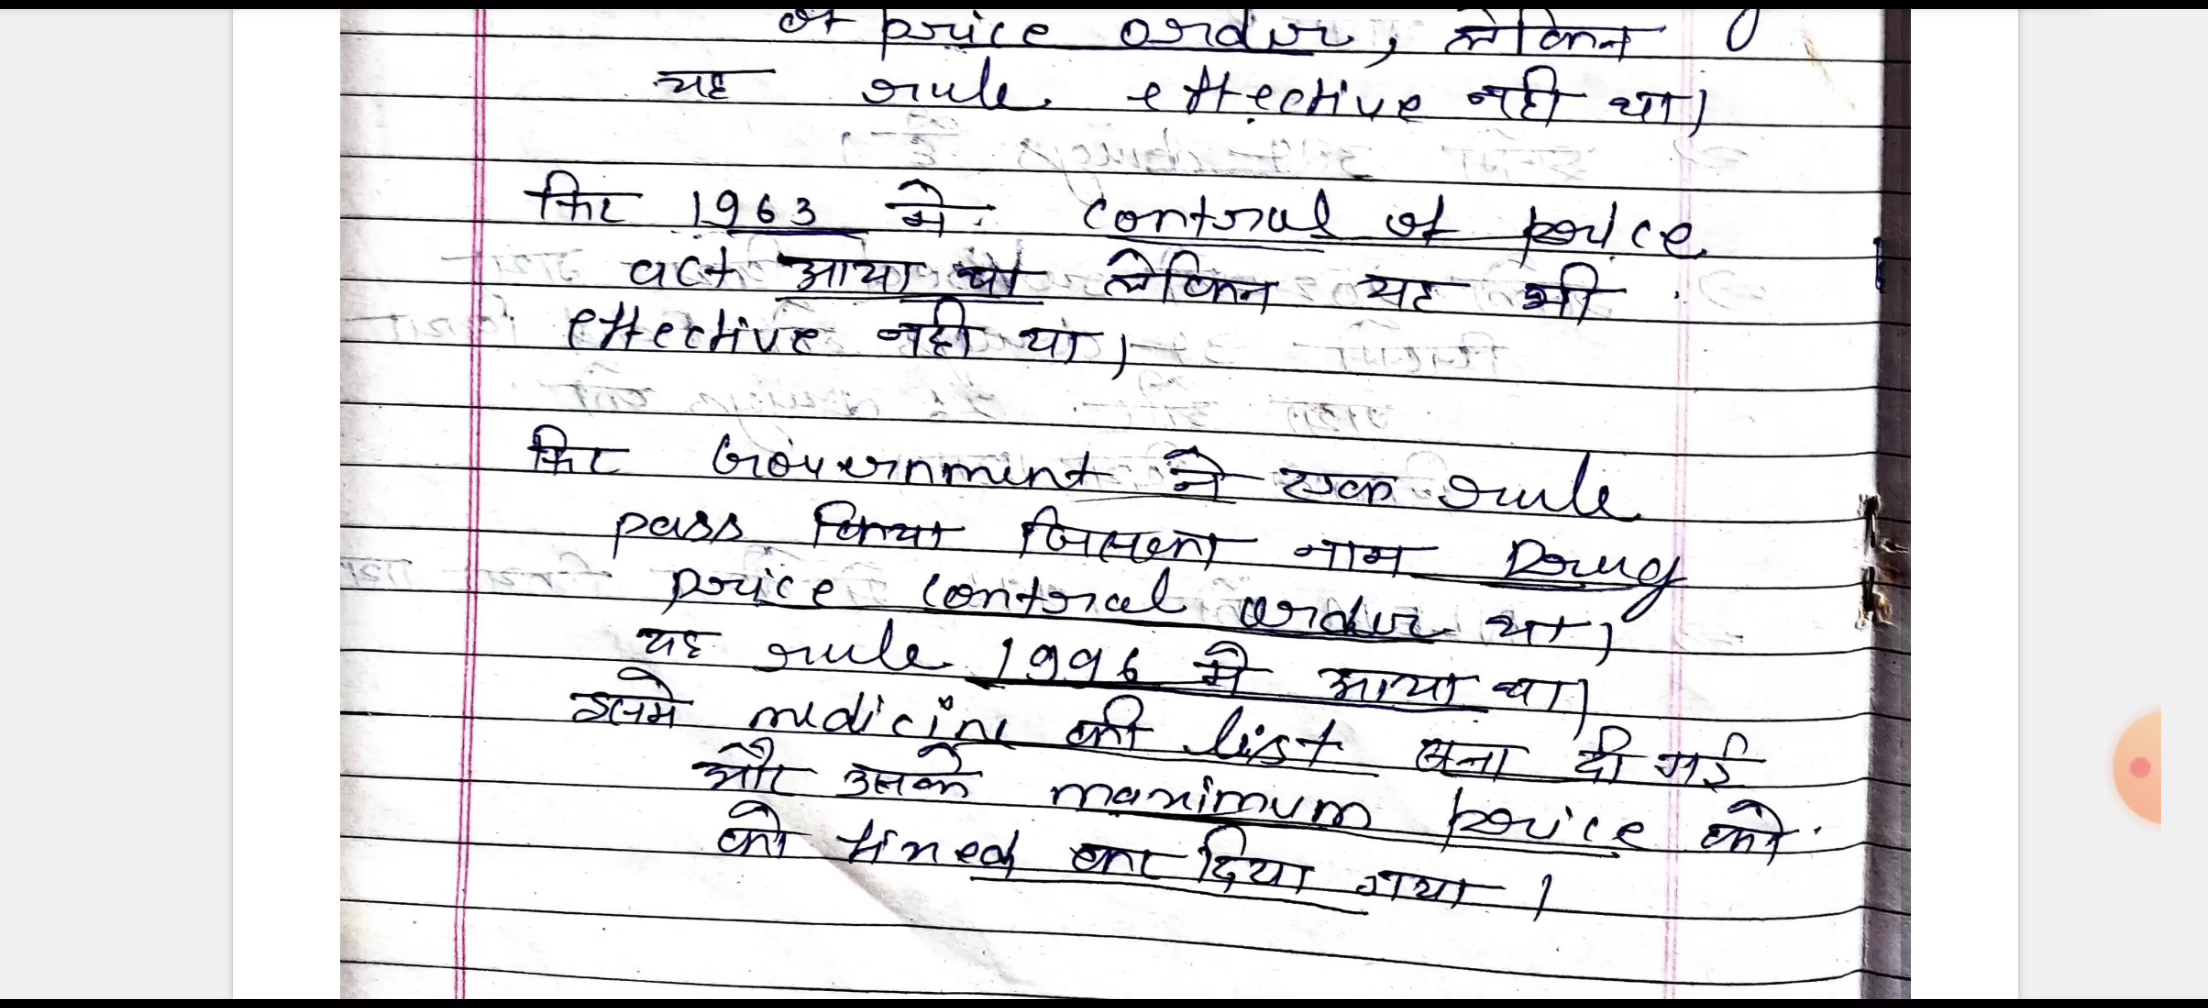 of price order, लेकिन
यह rule effective नही था।
फिर 1963 मे control of price
act आया था लेकिन यह भी
effective नही था।
फिर Government ने एक rule
pass किया जिसका नाम Drug
price control order था।
यह rule 1996 मे आया था।
इसमे medicine की list बना दी गई
और उसके maximum price को
को fixed कर दिया गया।